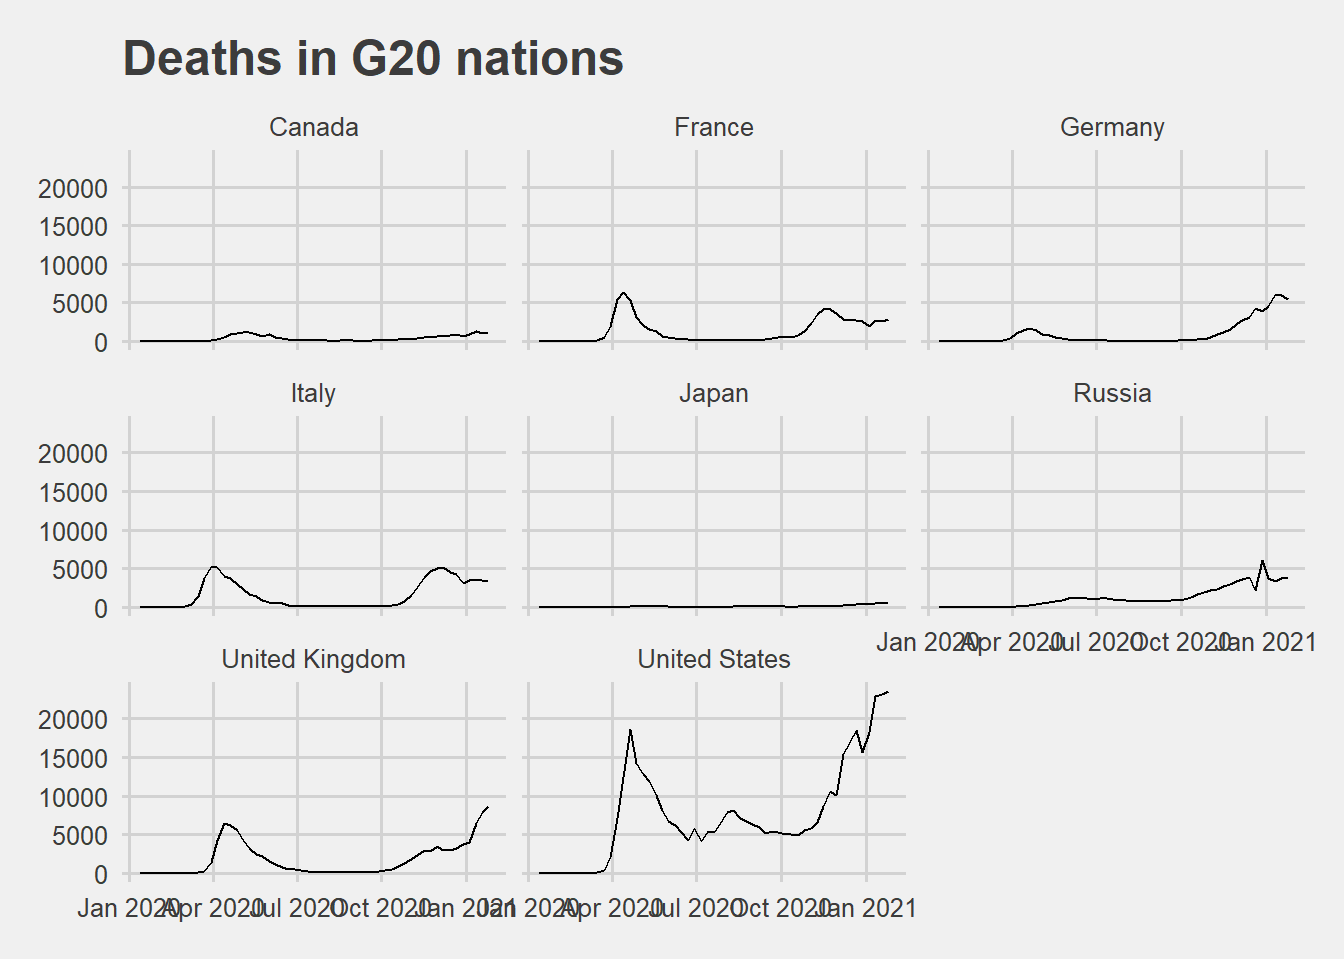 Deaths in G20 nations
Canada
France
Germany
20000
15000
10000
5000
0
Italy
Japan
Russia
20000
15000
10000
5000
0
Jan 2020 Apr 2020 Jul 2020 Oct 2020 Jan 2021
United Kingdom
United States
20000
15000
10000
5000
0
Jan 2020 Apr 2020 Jul 2020 Oct 2020 Jan 2021 Jan 2020 Apr 2020 Jul 2020 Oct 2020 Jan 2021